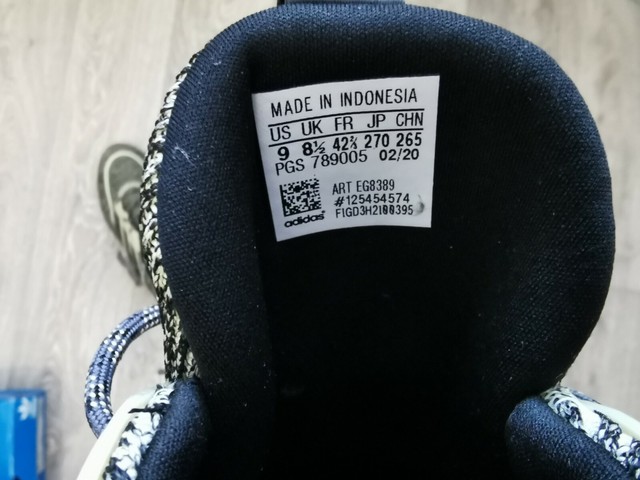 MADE IN INDONESIA
US UK FR JP CHN
9 8½ 42⅔ 270 265
PGS 789005 02/20
ART EG8389
#125454574
F1GD3H2100395
adidas